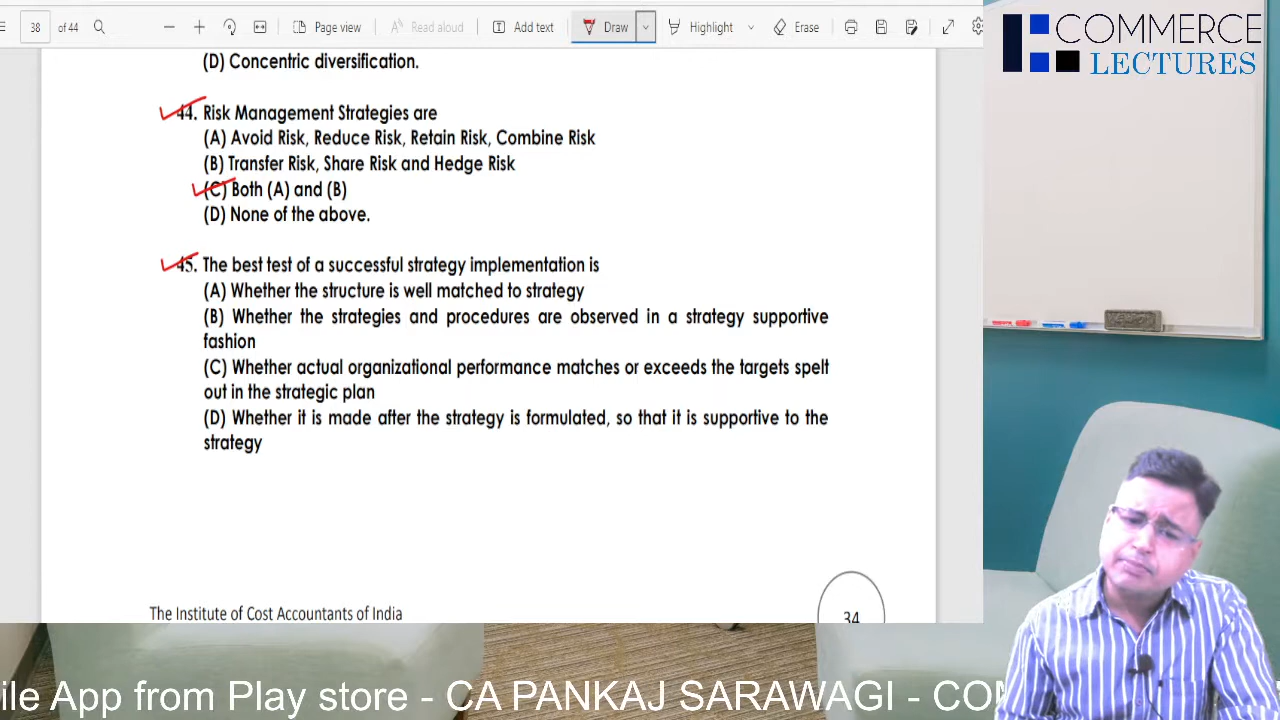 38
of 44
Page view
Read aloud
Add text
Draw
Highlight
Erase
COMMERCE
LECTURES
(D) Concentric diversification.
44. Risk Management Strategies are
(A) Avoid Risk, Reduce Risk, Retain Risk, Combine Risk
(B) Transfer Risk, Share Risk and Hedge Risk
(C) Both (A) and (B)
(D) None of the above.
45. The best test of a successful strategy implementation is
(A) Whether the structure is well matched to strategy
(B) Whether the strategies and procedures are observed in a strategy supportive
fashion
(C) Whether actual organizational performance matches or exceeds the targets spelt
out in the strategic plan
(D) Whether it is made after the strategy is formulated, so that it is supportive to the
strategy
The Institute of Cost Accountants of India
34
ile App from Play store - CA PANKAJ SARAWAGI - CO